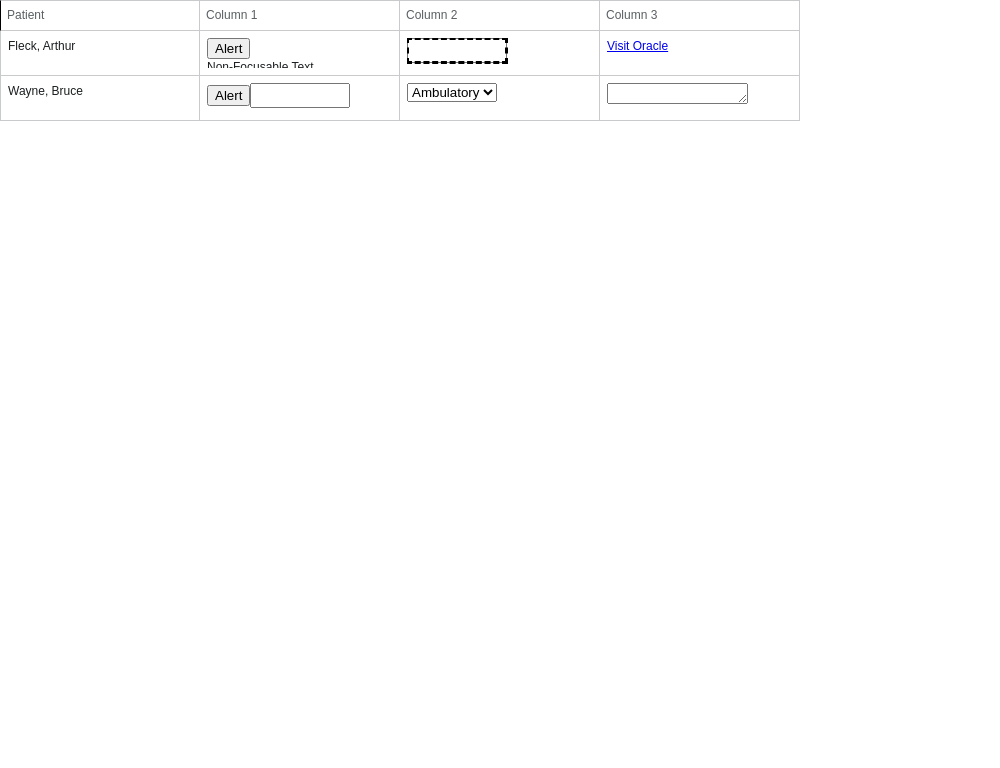 Patient Column 1 Column 2 Column 3
Fleck, Arthur Alert Visit Oracle
Non-Focusable Text
Wayne, Bruce Alert Ambulatory